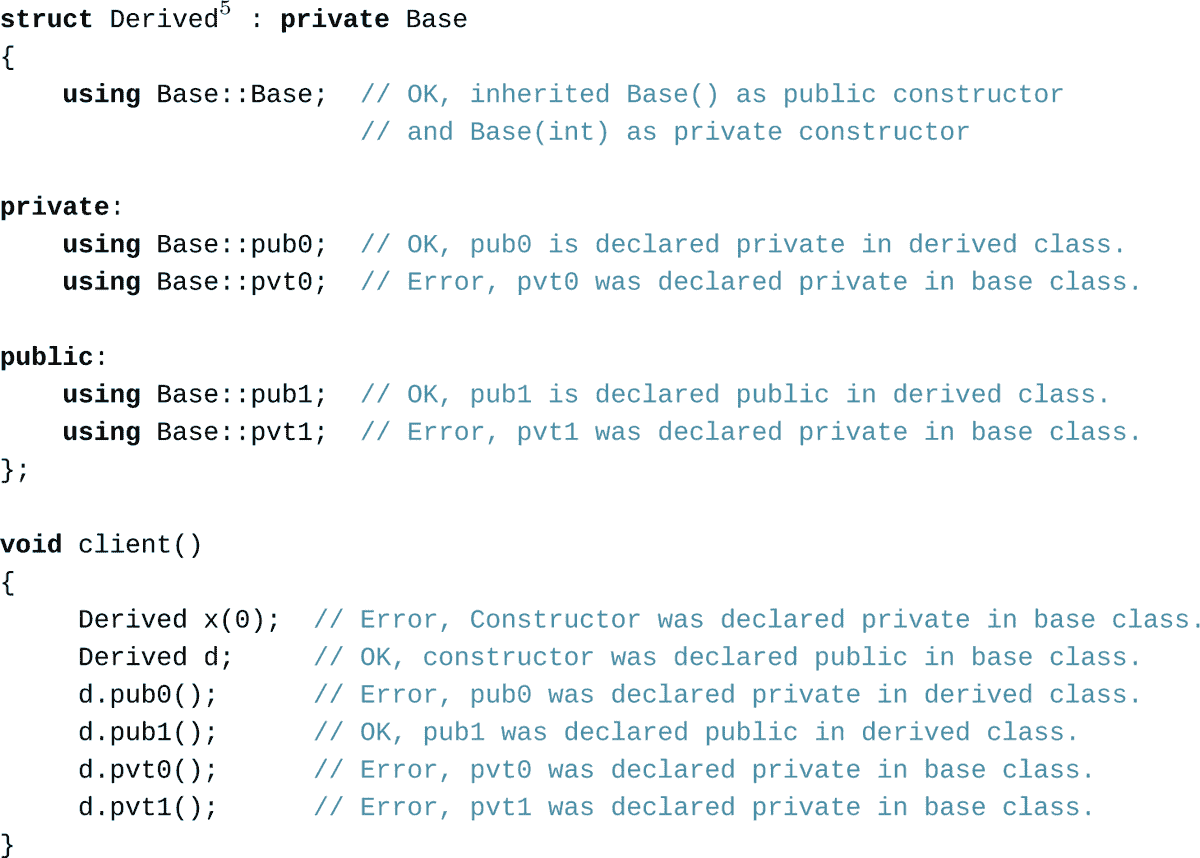 struct Derived⁵ : private Base
{
    using Base::Base;  // OK, inherited Base() as public constructor
                       // and Base(int) as private constructor

private:
    using Base::pub0;  // OK, pub0 is declared private in derived class.
    using Base::pvt0;  // Error, pvt0 was declared private in base class.

public:
    using Base::pub1;  // OK, pub1 is declared public in derived class.
    using Base::pvt1;  // Error, pvt1 was declared private in base class.
};

void client()
{
     Derived x(0);  // Error, Constructor was declared private in base class.
     Derived d;     // OK, constructor was declared public in base class.
     d.pub0();      // Error, pub0 was declared private in derived class.
     d.pub1();      // OK, pub1 was declared public in derived class.
     d.pvt0();      // Error, pvt0 was declared private in base class.
     d.pvt1();      // Error, pvt1 was declared private in base class.
}